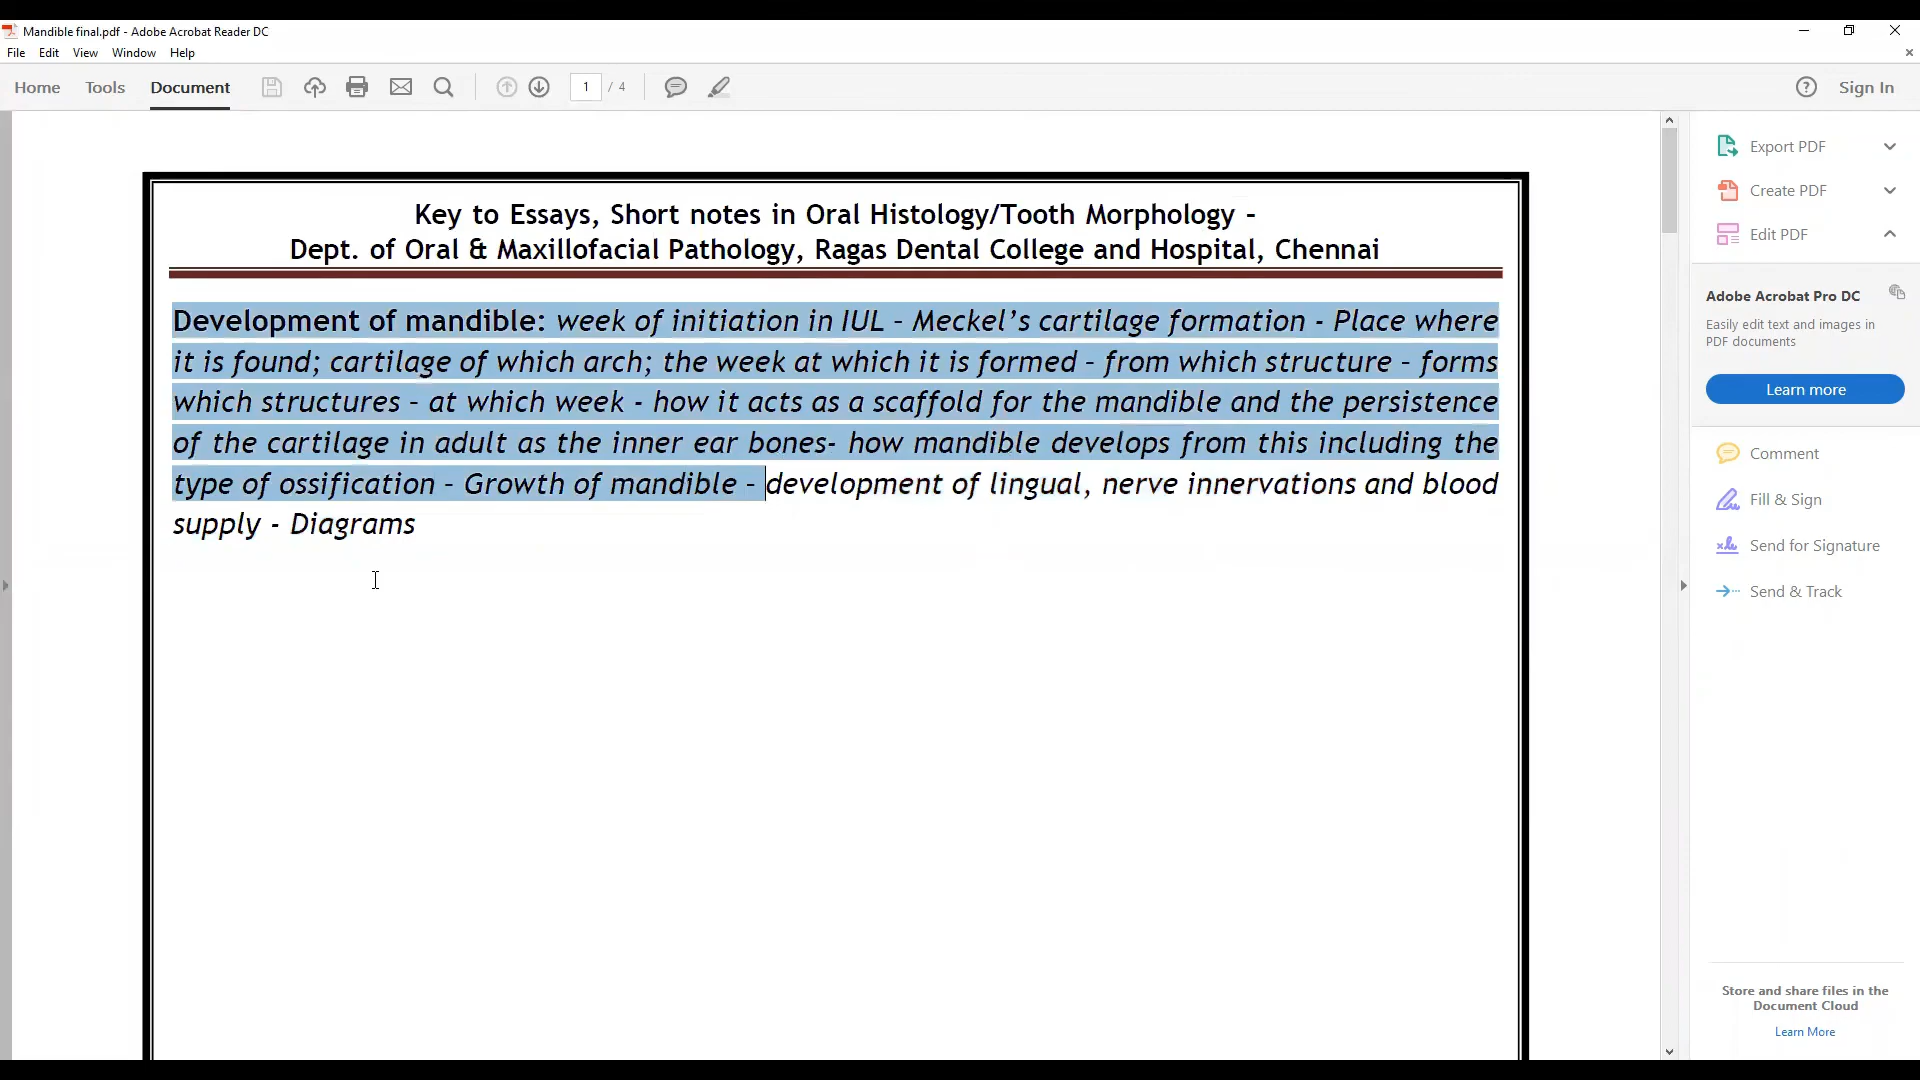 Mandible final.pdf - Adobe Acrobat Reader DC
File Edit View Window Help
Home Tools Document 1 / 4 Sign In
Key to Essays, Short notes in Oral Histology/Tooth Morphology –
Dept. of Oral & Maxillofacial Pathology, Ragas Dental College and Hospital, Chennai
Development of mandible: week of initiation in IUL – Meckel’s cartilage formation - Place where
it is found; cartilage of which arch; the week at which it is formed – from which structure – forms
which structures – at which week - how it acts as a scaffold for the mandible and the persistence
of the cartilage in adult as the inner ear bones- how mandible develops from this including the
type of ossification – Growth of mandible – development of lingual, nerve innervations and blood
supply - Diagrams
Export PDF
Create PDF
Edit PDF
Adobe Acrobat Pro DC
Easily edit text and images in
PDF documents
Learn more
Comment
Fill & Sign
Send for Signature
Send & Track
Store and share files in the
Document Cloud
Learn More